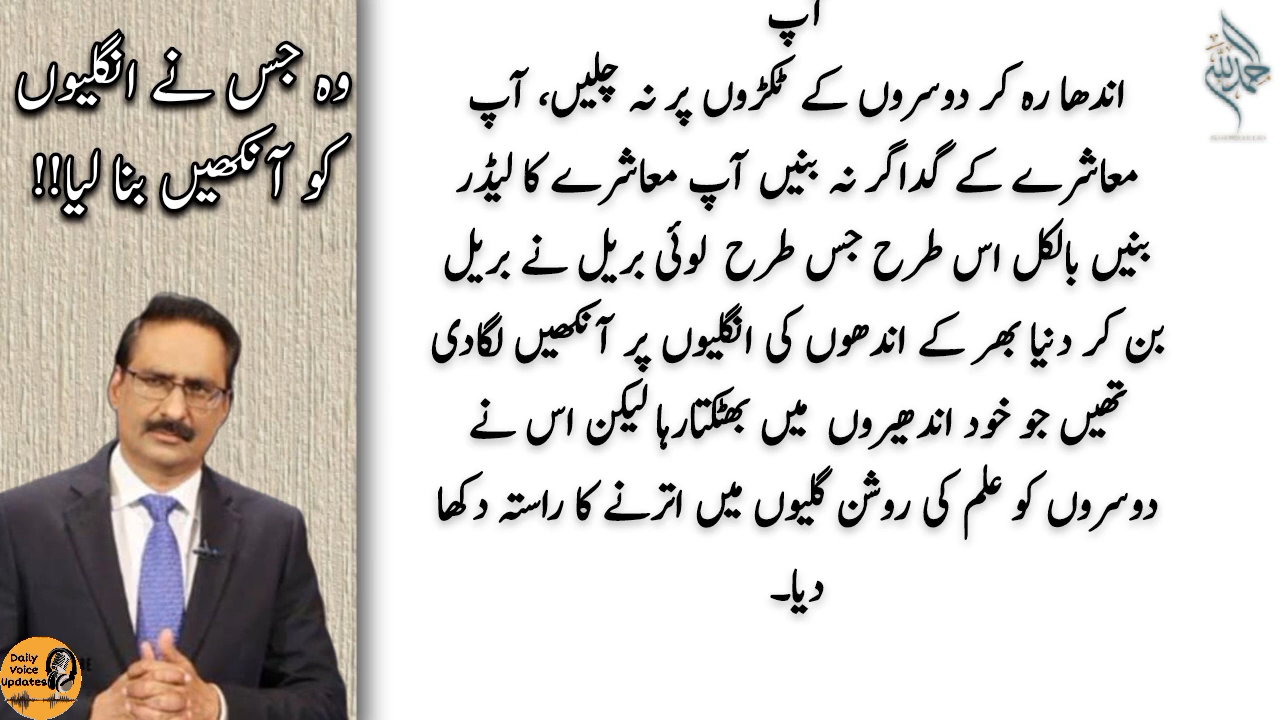 وہ جس نے انگلیوں
کو آنکھیں بنا لیا!!
آپ
اندھا رہ کر دوسروں کے ٹکڑوں پر نہ چلیں، آپ
معاشرے کے گداگر نہ بنیں آپ معاشرے کا لیڈر
بنیں بالکل اس طرح جس طرح لوئی بریل نے بریل
بن کر دنیا بھر کے اندھوں کی انگلیوں پر آنکھیں لگادی
تھیں جو خود اندھیروں میں بھٹکتارہا لیکن اس نے
دوسروں کو علم کی روشن گلیوں میں اترنے کا راستہ دکھا
دیا۔
Daily
Voice
Updates